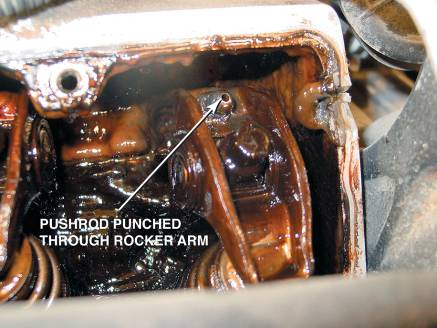 PUSHROD PUNCHED
THROUGH ROCKER ARM